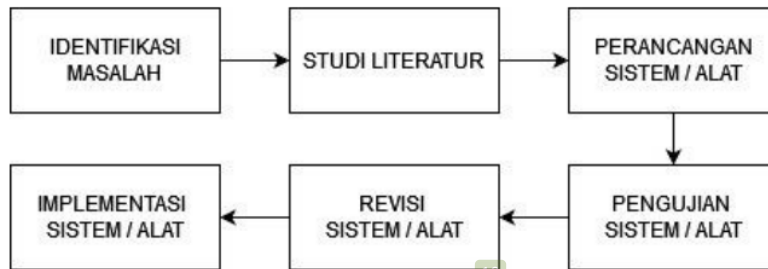 IDENTIFIKASI
MASALAH
STUDI LITERATUR
PERANCANGAN
SISTEM / ALAT
IMPLEMENTASI
SISTEM / ALAT
REVISI
SISTEM / ALAT
PENGUJIAN
SISTEM / ALAT